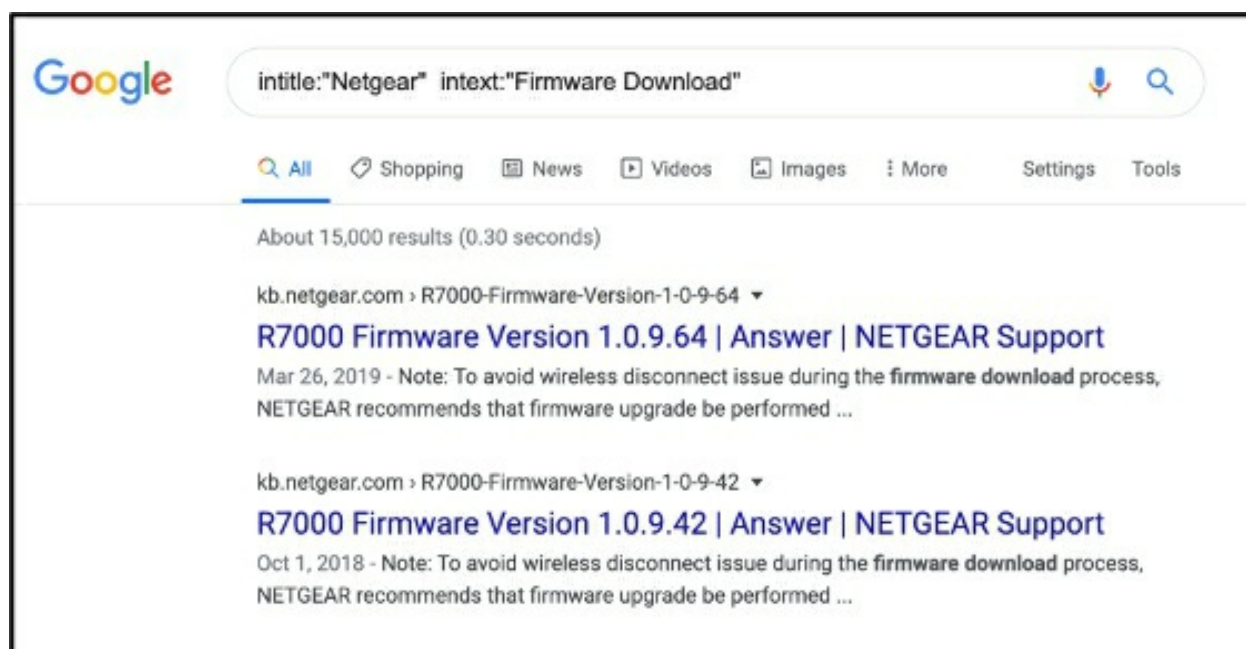 Google
intitle:"Netgear" intext:"Firmware Download"
All Shopping News Videos Images More Settings Tools
About 15,000 results (0.30 seconds)
kb.netgear.com › R7000-Firmware-Version-1-0-9-64
R7000 Firmware Version 1.0.9.64 | Answer | NETGEAR Support
Mar 26, 2019 - Note: To avoid wireless disconnect issue during the firmware download process,
NETGEAR recommends that firmware upgrade be performed ...
kb.netgear.com › R7000-Firmware-Version-1-0-9-42
R7000 Firmware Version 1.0.9.42 | Answer | NETGEAR Support
Oct 1, 2018 - Note: To avoid wireless disconnect issue during the firmware download process,
NETGEAR recommends that firmware upgrade be performed ...